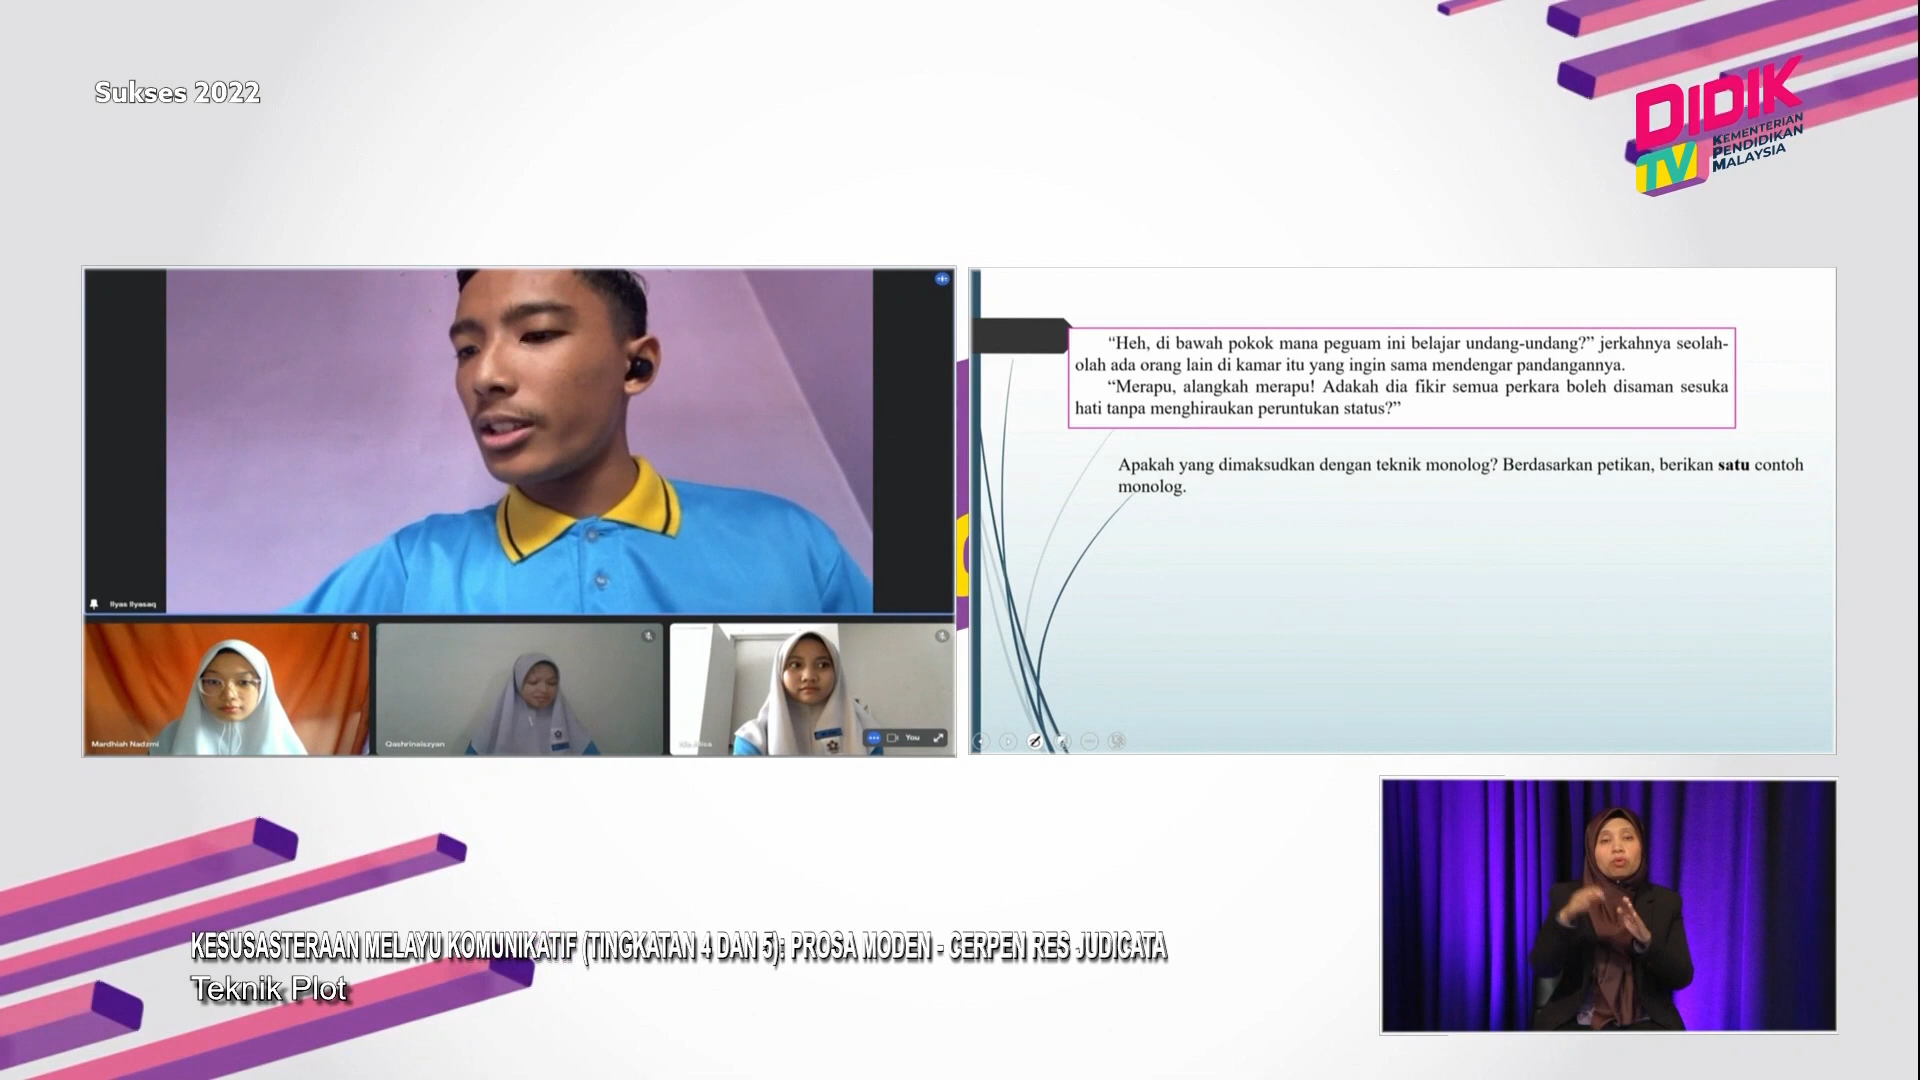 Sukses 2022
DIDIK
TV
KEMENTERIAN
PENDIDIKAN
MALAYSIA
“Heh, di bawah pokok mana peguam ini belajar undang-undang?” jerkahnya seolah-
olah ada orang lain di kamar itu yang ingin sama mendengar pandangannya.
“Merapu, alangkah merapu! Adakah dia fikir semua perkara boleh disaman sesuka
hati tanpa menghiraukan peruntukan status?”
Apakah yang dimaksudkan dengan teknik monolog? Berdasarkan petikan, berikan satu contoh
monolog.
Ilyas Ilyasaq
Mardhiah Nadzmi
Qashrinaiszyan
You
KESUSASTERAAN MELAYU KOMUNIKATIF (TINGKATAN 4 DAN 5): PROSA MODEN - CERPEN RES JUDICATA
Teknik Plot